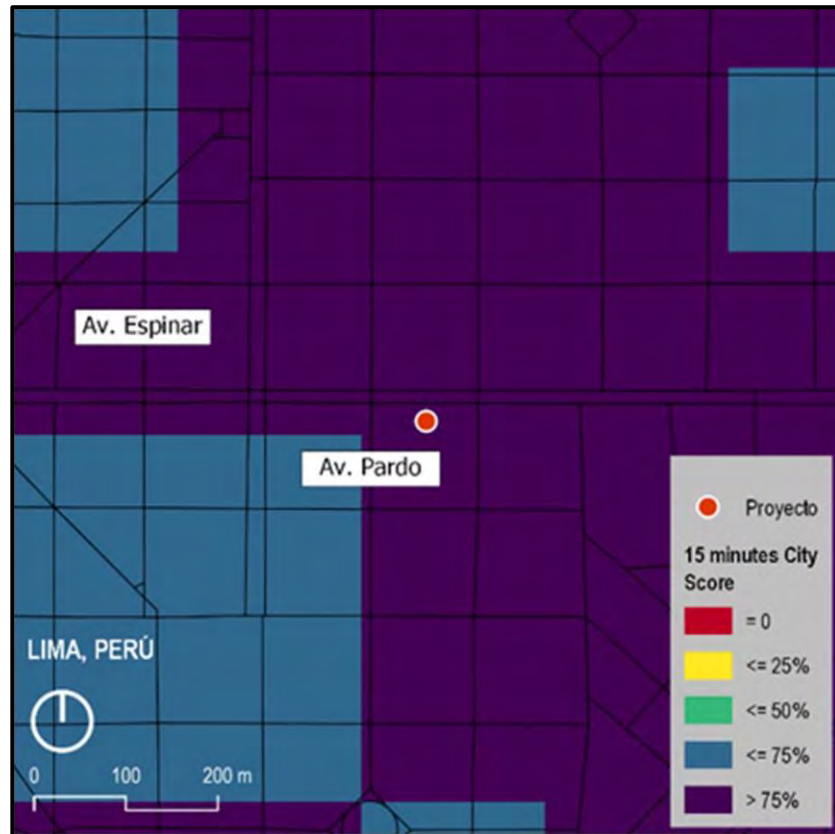 Av. Espinar
Av. Pardo
LIMA, PERÚ
0 100 200 m
Proyecto
15 minutes City
Score
= 0
<= 25%
<= 50%
<= 75%
> 75%